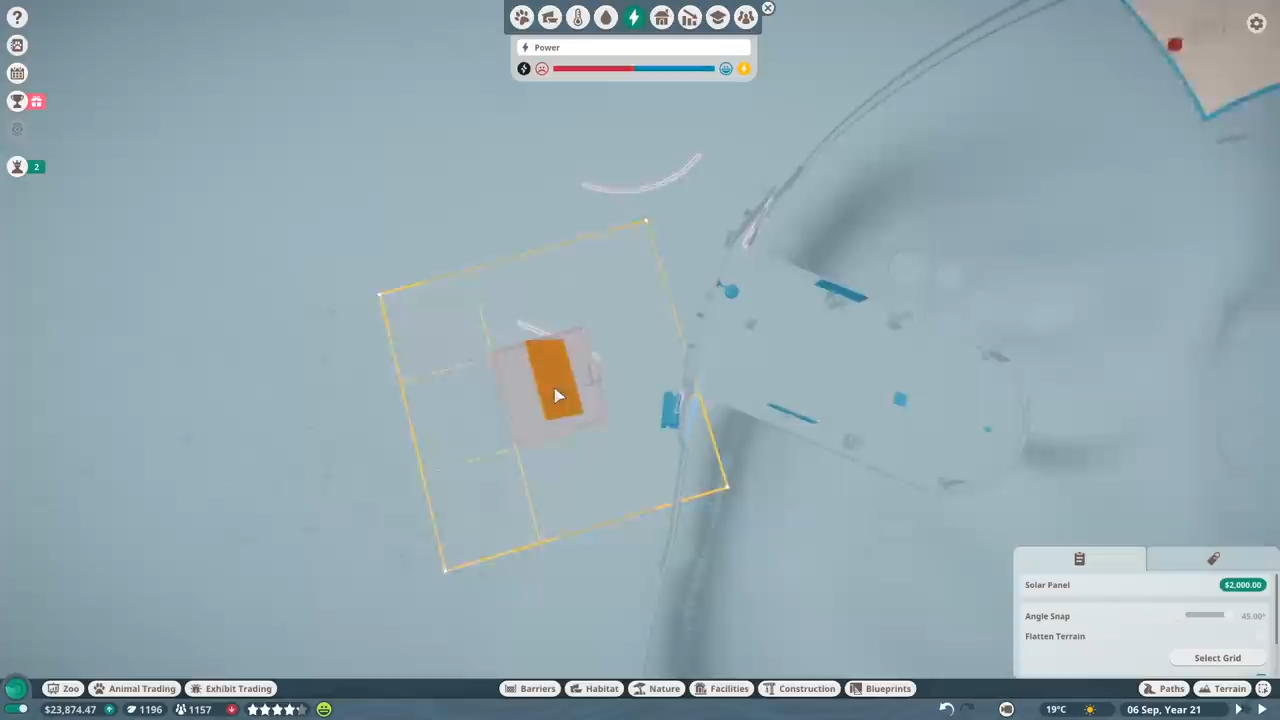 ?
Power
2
Solar Panel
$2,000.00
Angle Snap
45.00°
Flatten Terrain
Select Grid
Zoo
Animal Trading
Exhibit Trading
Barriers
Habitat
Nature
Facilities
Construction
Blueprints
Paths
Terrain
$23,874.47
1196
1157
19°C
06 Sep, Year 21